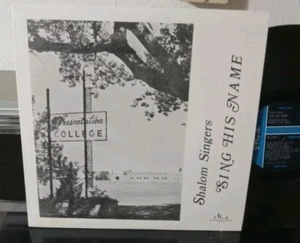 Presentation
COLLEGE
Shalom Singers
SING HIS NAME